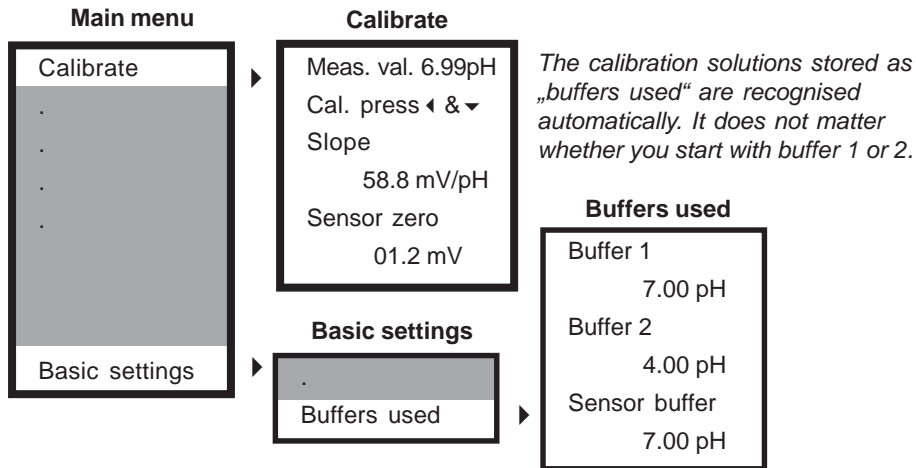 Main menu
Calibrate
.
.
.
.
Basic settings
Calibrate
Meas. val. 6.99pH
Cal. press ◂ & ▾
Slope
58.8 mV/pH
Sensor zero
01.2 mV
The calibration solutions stored as
„buffers used“ are recognised
automatically. It does not matter
whether you start with buffer 1 or 2.
Basic settings
.
Buffers used
Buffers used
Buffer 1
7.00 pH
Buffer 2
4.00 pH
Sensor buffer
7.00 pH